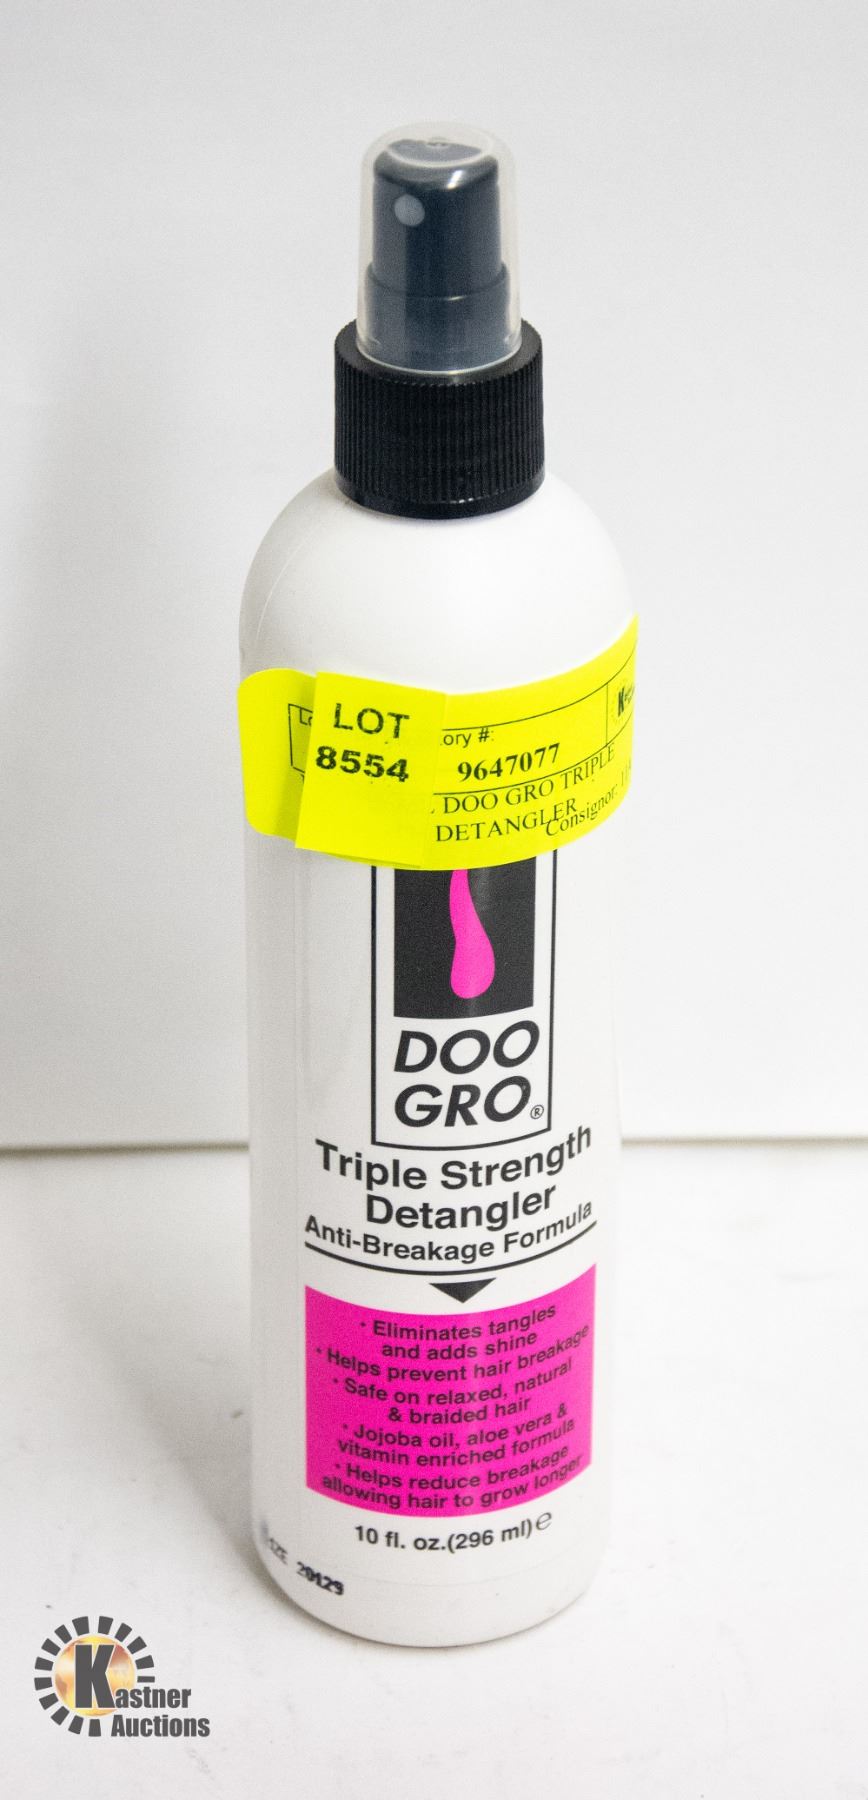 LOT
8554
ory #:
9647077
DOO GRO TRIPLE
DETANGLER
Consignor:
DOO
GRO®
Triple Strength
Detangler
Anti-Breakage Formula
• Eliminates tangles
and adds shine
• Helps prevent hair breakage
• Safe on relaxed, natural
& braided hair
• Jojoba oil, aloe vera &
vitamin enriched formula
• Helps reduce breakage
allowing hair to grow longer
10 fl. oz.(296 ml)℮
20129
Kastner
Auctions